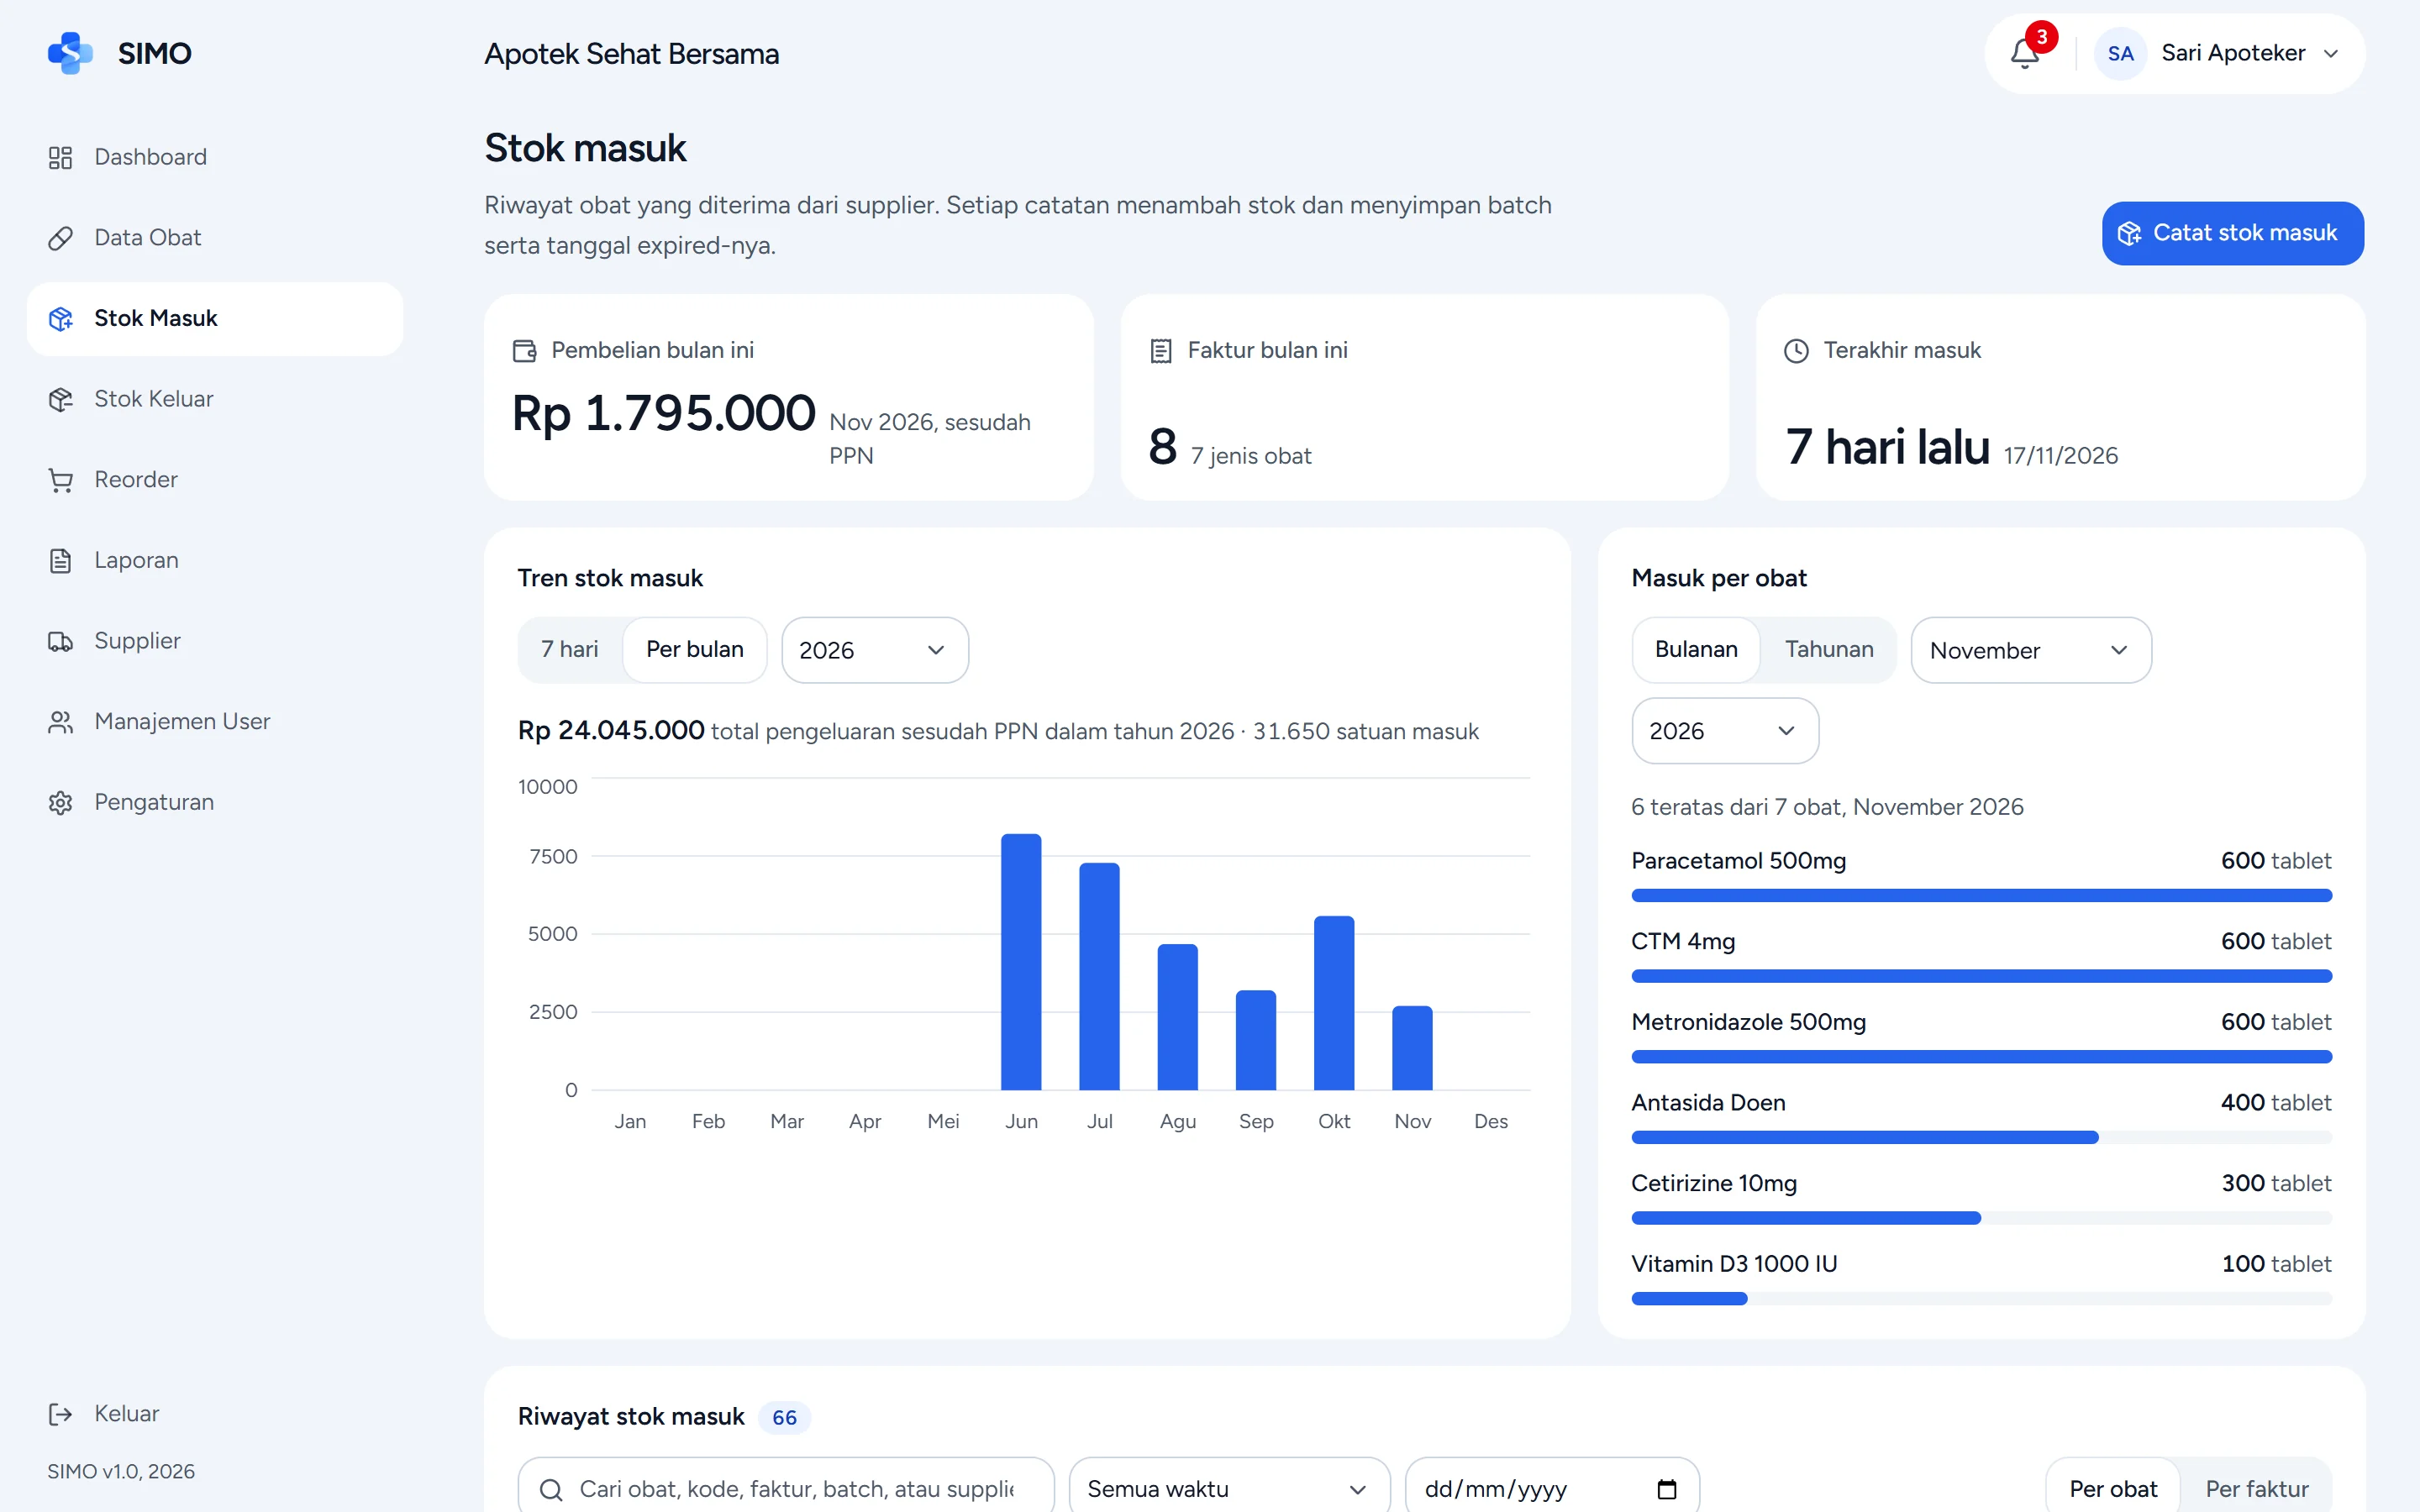 SIMO
Apotek Sehat Bersama
3
SA
Sari Apoteker
Dashboard
Data Obat
Stok Masuk
Stok Keluar
Reorder
Laporan
Supplier
Manajemen User
Pengaturan
Keluar
SIMO v1.0, 2026
Stok masuk
Riwayat obat yang diterima dari supplier. Setiap catatan menambah stok dan menyimpan batch
serta tanggal expired-nya.
Catat stok masuk
Pembelian bulan ini
Rp 1.795.000 Nov 2026, sesudah
PPN
Faktur bulan ini
8 7 jenis obat
Terakhir masuk
7 hari lalu 17/11/2026
Tren stok masuk
7 hari Per bulan 2026
Rp 24.045.000 total pengeluaran sesudah PPN dalam tahun 2026 · 31.650 satuan masuk
10000
7500
5000
2500
0
Jan Feb Mar Apr Mei Jun Jul Agu Sep Okt Nov Des
Masuk per obat
Bulanan Tahunan November
2026
6 teratas dari 7 obat, November 2026
Paracetamol 500mg 600 tablet
CTM 4mg 600 tablet
Metronidazole 500mg 600 tablet
Antasida Doen 400 tablet
Cetirizine 10mg 300 tablet
Vitamin D3 1000 IU 100 tablet
Riwayat stok masuk 66
Cari obat, kode, faktur, batch, atau supplie
Semua waktu
dd/mm/yyyy
Per obat Per faktur